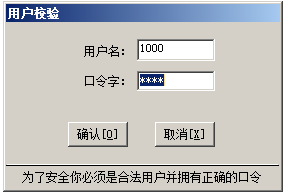 用户校验
用户名: 1000
口令字: ****
确认[O] 取消[X]
为了安全你必须是合法用户并拥有正确的口令